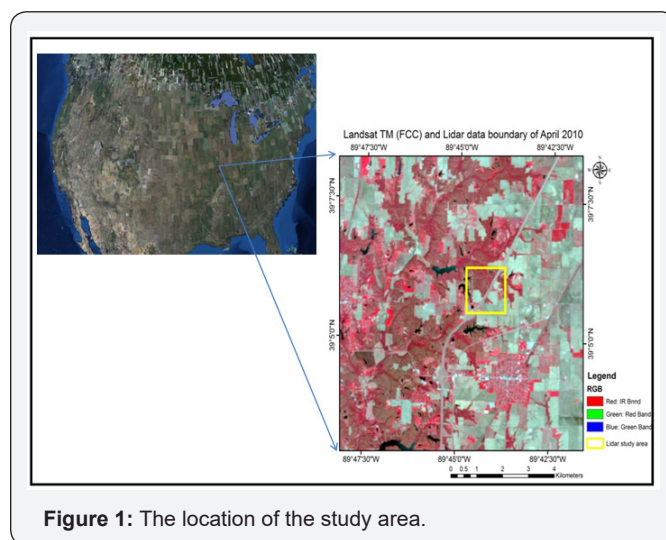 Landsat TM (FCC) and Lidar data boundary of April 2010
89°47'30"W 89°45'0"W 89°42'30"W
39°7'30"N 39°7'30"N
39°5'0"N 39°5'0"N
Legend
RGB
Red: IR Bnnd
Green: Red Band
Blue: Green Band
Lidar study area
89°47'30"W 89°45'0"W 89°42'30"W
0 0.5 1 2 3 4
Kilometers
Figure 1: The location of the study area.